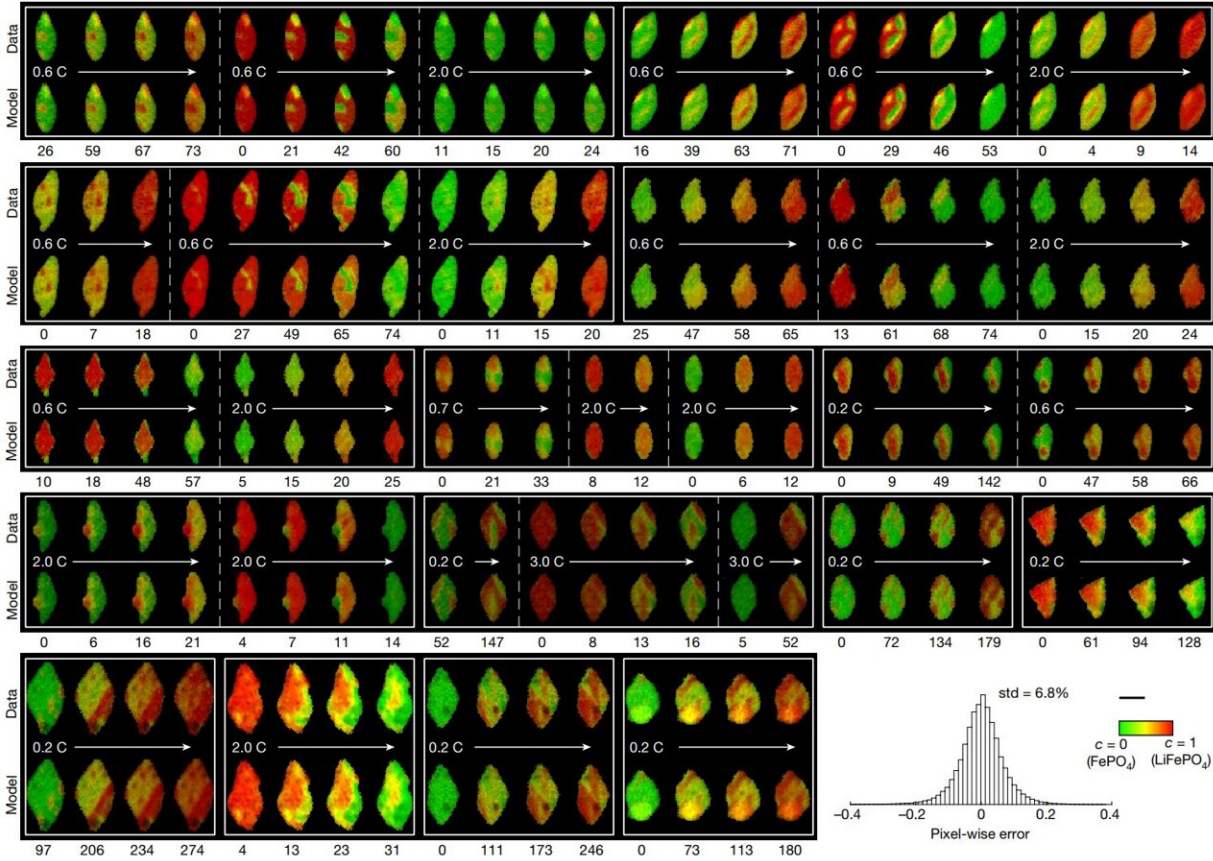 Data
0.6 C 0.6 C 2.0 C 0.6 C 0.6 C 2.0 C
Model
26 59 67 73 0 21 42 60 11 15 20 24 16 39 63 71 0 29 46 53 0 4 9 14
Data
0.6 C 0.6 C 2.0 C 0.6 C 0.6 C 2.0 C
Model
0 7 18 0 27 49 65 74 0 11 15 20 25 47 58 65 13 61 68 74 0 15 20 24
Data
0.6 C 2.0 C 0.7 C 2.0 C 2.0 C 0.2 C 0.6 C
Model
10 18 48 57 5 15 20 25 0 21 33 8 12 0 6 12 0 9 49 142 0 47 58 66
Data
2.0 C 2.0 C 0.2 C 3.0 C 3.0 C 0.2 C 0.2 C
Model
0 6 16 21 4 7 11 14 52 147 0 8 13 16 5 52 0 72 134 179 0 61 94 128
Data
0.2 C 2.0 C 0.2 C 0.2 C
Model
97 206 234 274 4 13 23 31 0 111 173 246 0 73 113 180
std = 6.8%
c = 0 c = 1
(FePO₄) (LiFePO₄)
−0.4 −0.2 0 0.2 0.4
Pixel-wise error